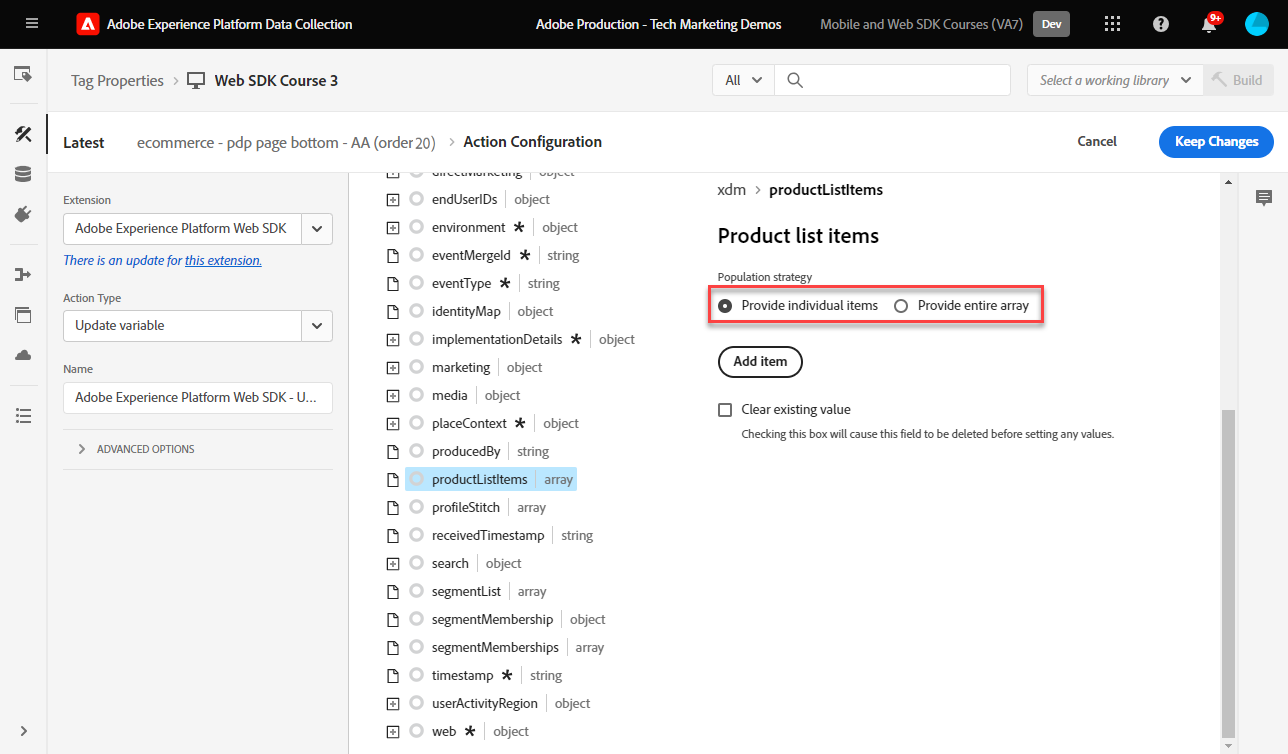 Adobe Experience Platform Data Collection
Adobe Production - Tech Marketing Demos
Mobile and Web SDK Courses (VA7)
Dev
9+
Tag Properties
Web SDK Course 3
All
Select a working library
Build
Latest
ecommerce - pdp page bottom - AA (order 20)
Action Configuration
Cancel
Keep Changes
Extension
Adobe Experience Platform Web SDK
There is an update for this extension.
Action Type
Update variable
Name
Adobe Experience Platform Web SDK - U...
ADVANCED OPTIONS
directMarketing object
endUserIDs object
environment * object
eventMergeId * string
eventType * string
identityMap object
implementationDetails * object
marketing object
media object
placeContext * object
producedBy string
productListItems array
profileStitch array
receivedTimestamp string
search object
segmentList array
segmentMembership object
segmentMemberships array
timestamp * string
userActivityRegion object
web * object
xdm > productListItems
Product list items
Population strategy
Provide individual items Provide entire array
Add item
Clear existing value
Checking this box will cause this field to be deleted before setting any values.